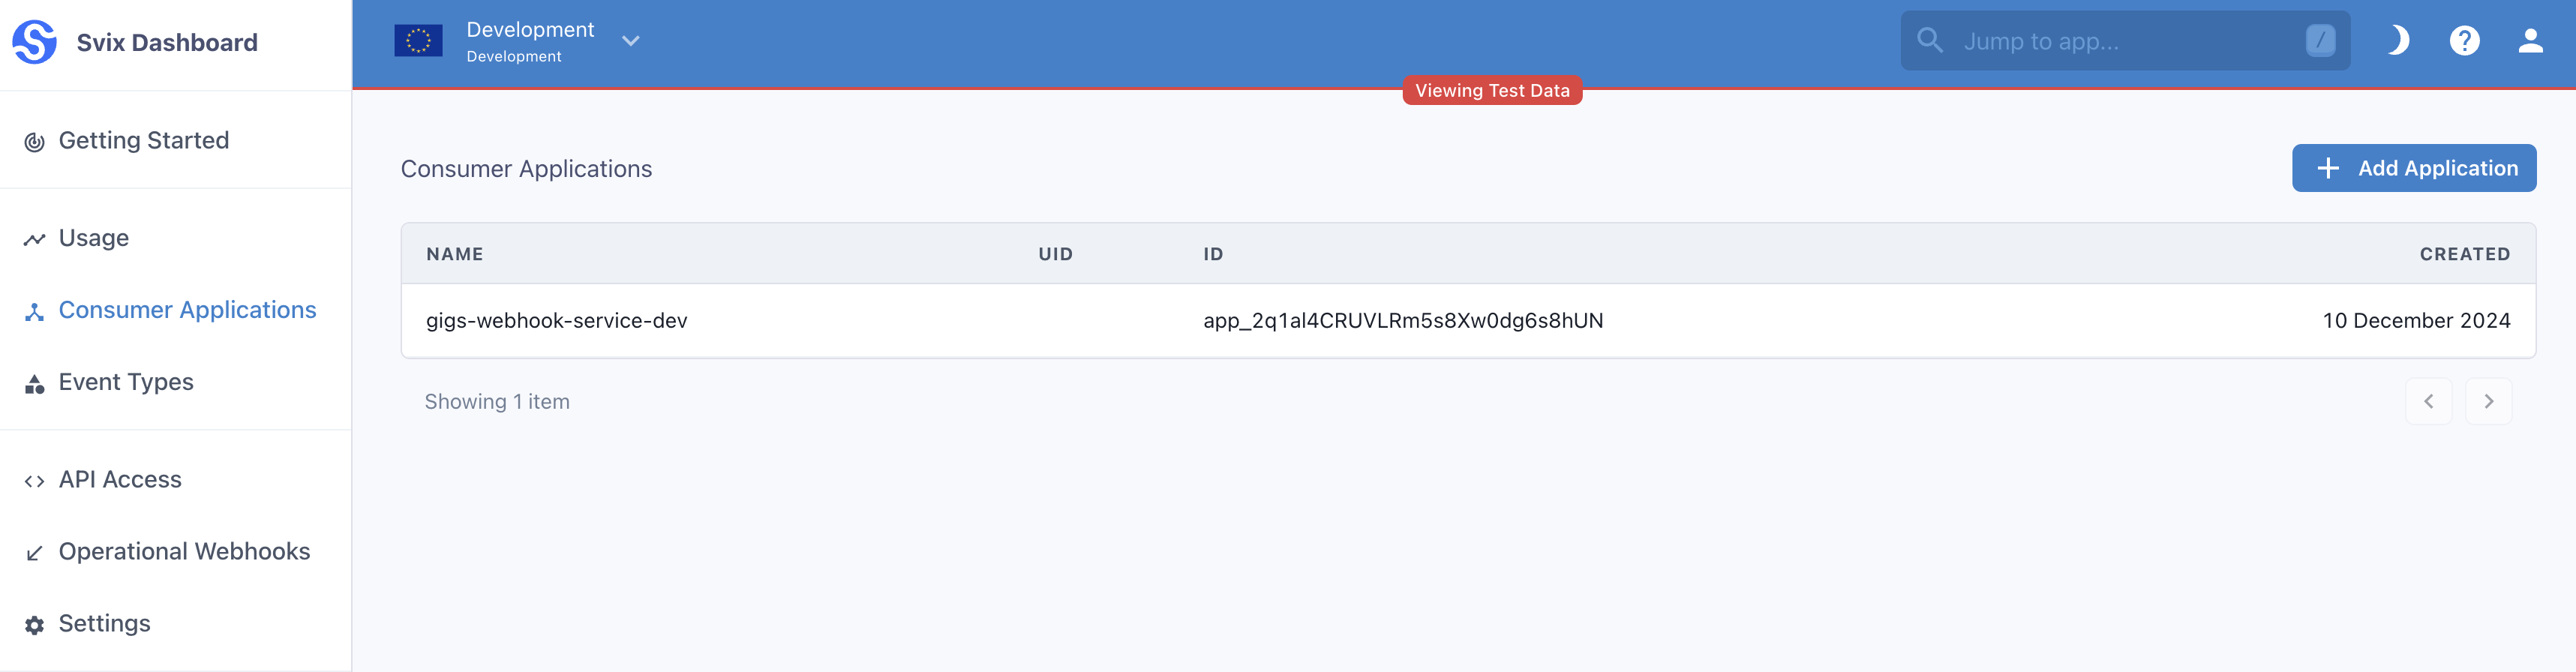 Svix Dashboard
Development
Development
Jump to app...
/
?
Viewing Test Data
Getting Started
Usage
Consumer Applications
Event Types
API Access
Operational Webhooks
Settings
Consumer Applications
Add Application
NAME UID ID CREATED
gigs-webhook-service-dev app_2q1al4CRUVLRm5s8Xw0dg6s8hUN 10 December 2024
Showing 1 item